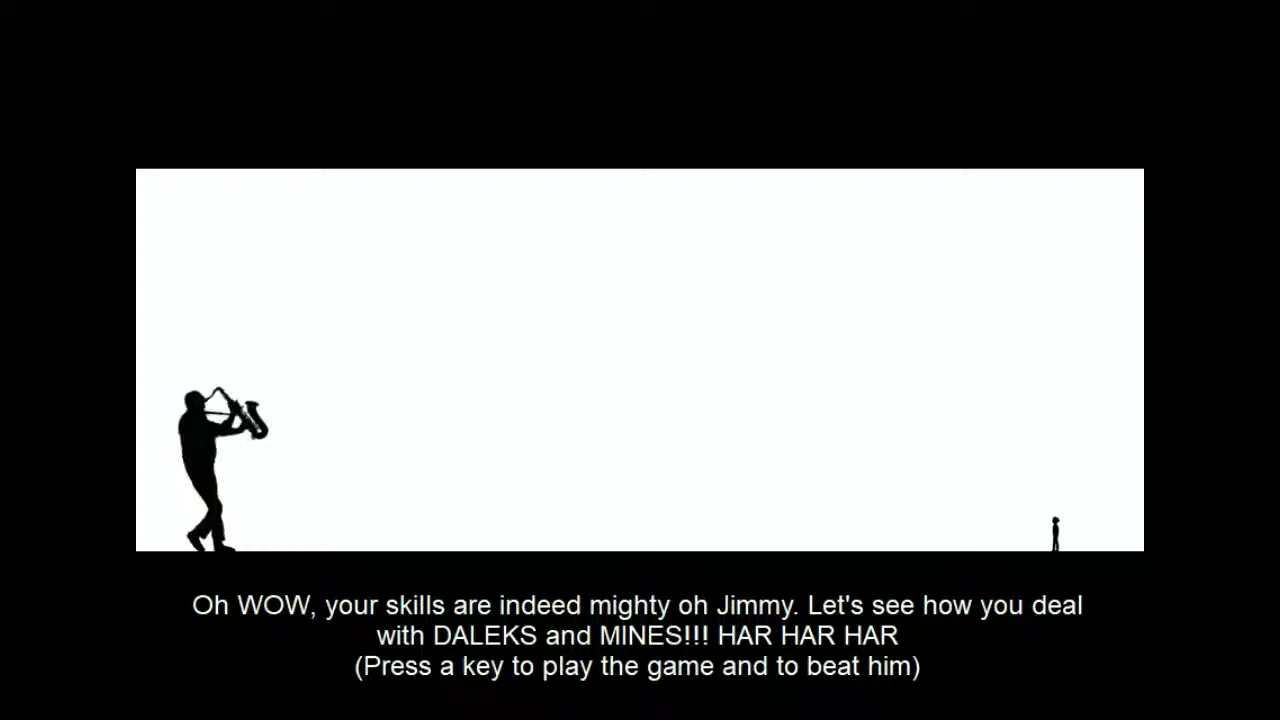 Oh WOW, your skills are indeed mighty oh Jimmy. Let's see how you deal
with DALEKS and MINES!!! HAR HAR HAR
(Press a key to play the game and to beat him)